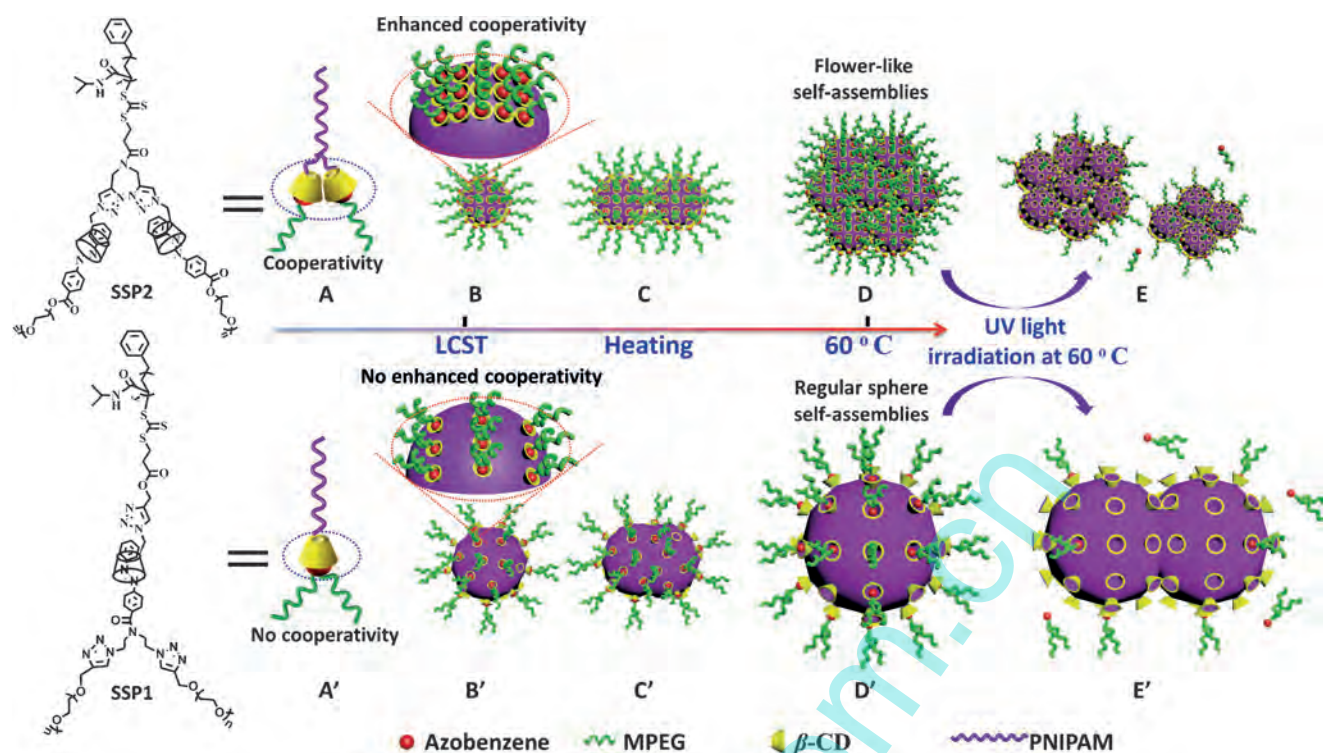 Enhanced cooperativity
Flower-like
self-assemblies
N
H
O
S
S
S
O
N
N
N
O
O
O
O
SSP2
=
Cooperativity
A
B
C
D
E
LCST
Heating
60 °C
UV light
irradiation at 60 °C
No enhanced cooperativity
Regular sphere
self-assemblies
N
H
O
S
S
S
O
O
N
N
N
O
N
N
N
N
N
N
N
O
O
O
O
n
SSP1
=
No cooperativity
A'
B'
C'
D'
E'
Azobenzene
MPEG
β-CD
PNIPAM
m.cn